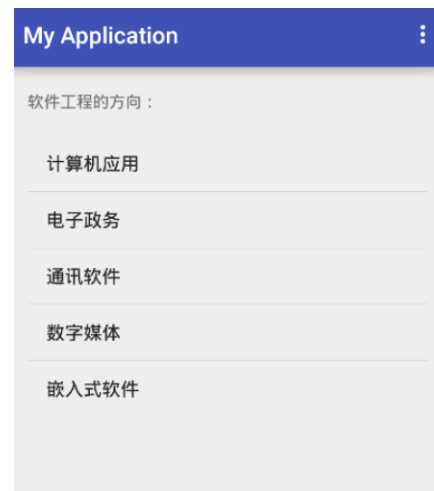 My Application
软件工程的方向：
计算机应用
电子政务
通讯软件
数字媒体
嵌入式软件